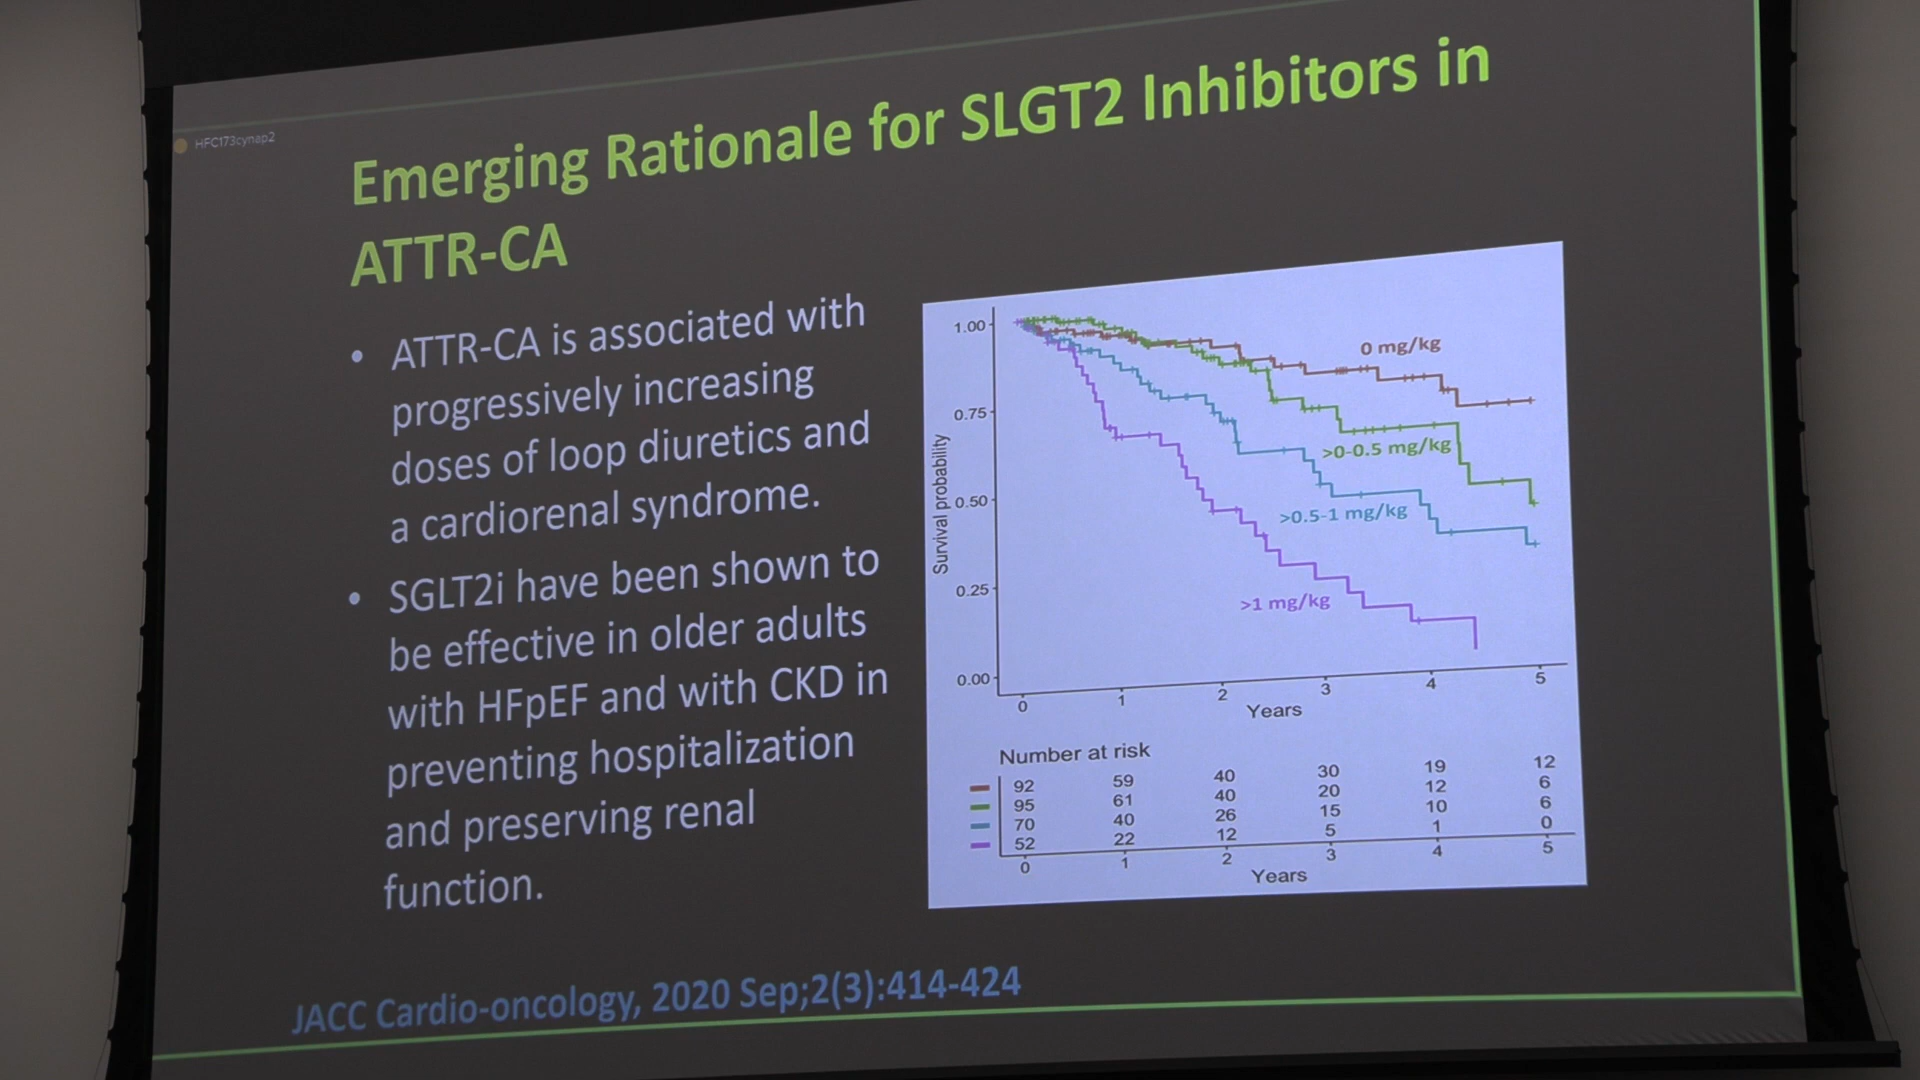 HFC173cynap2
Emerging Rationale for SLGT2 Inhibitors in
ATTR-CA
• ATTR-CA is associated with
progressively increasing
doses of loop diuretics and
a cardiorenal syndrome.
• SGLT2i have been shown to
be effective in older adults
with HFpEF and with CKD in
preventing hospitalization
and preserving renal
function.
Survival probability
1.00
0.75
0.50
0.25
0.00
0 mg/kg
>0-0.5 mg/kg
>0.5-1 mg/kg
>1 mg/kg
0 1 2 3 4 5
Years
Number at risk
92 59 40 30 19 12
95 61 40 20 12 6
70 40 26 15 10 6
52 22 12 5 1 0
0 1 2 3 4 5
Years
JACC Cardio-oncology, 2020 Sep;2(3):414-424